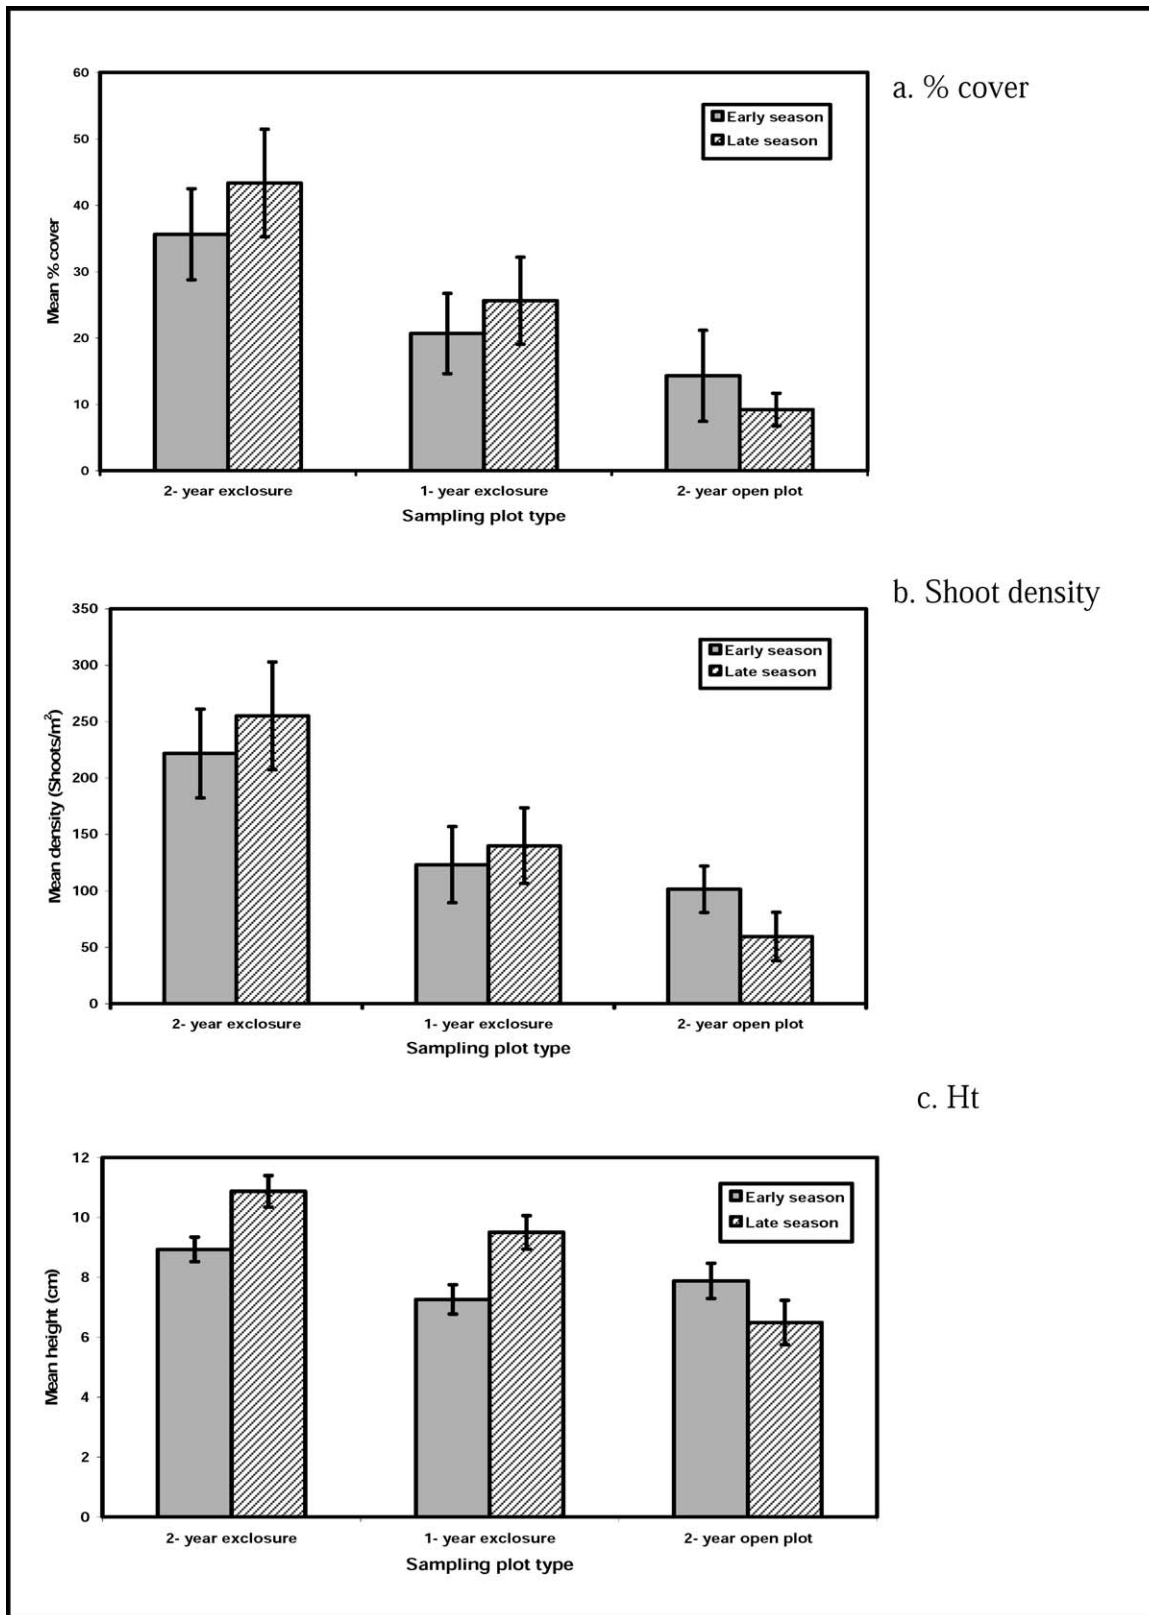 a. % cover
60
50
40
30
20
10
0
Mean % cover
Early season
Late season
2- year exclosure
1- year exclosure
2- year open plot
Sampling plot type
b. Shoot density
350
300
250
200
150
100
50
0
Mean density (Shoots/m²)
Early season
Late season
2- year exclosure
1- year exclosure
2- year open plot
Sampling plot type
c. Ht
12
10
8
6
4
2
0
Mean height (cm)
Early season
Late season
2- year exclosure
1- year exclosure
2- year open plot
Sampling plot type